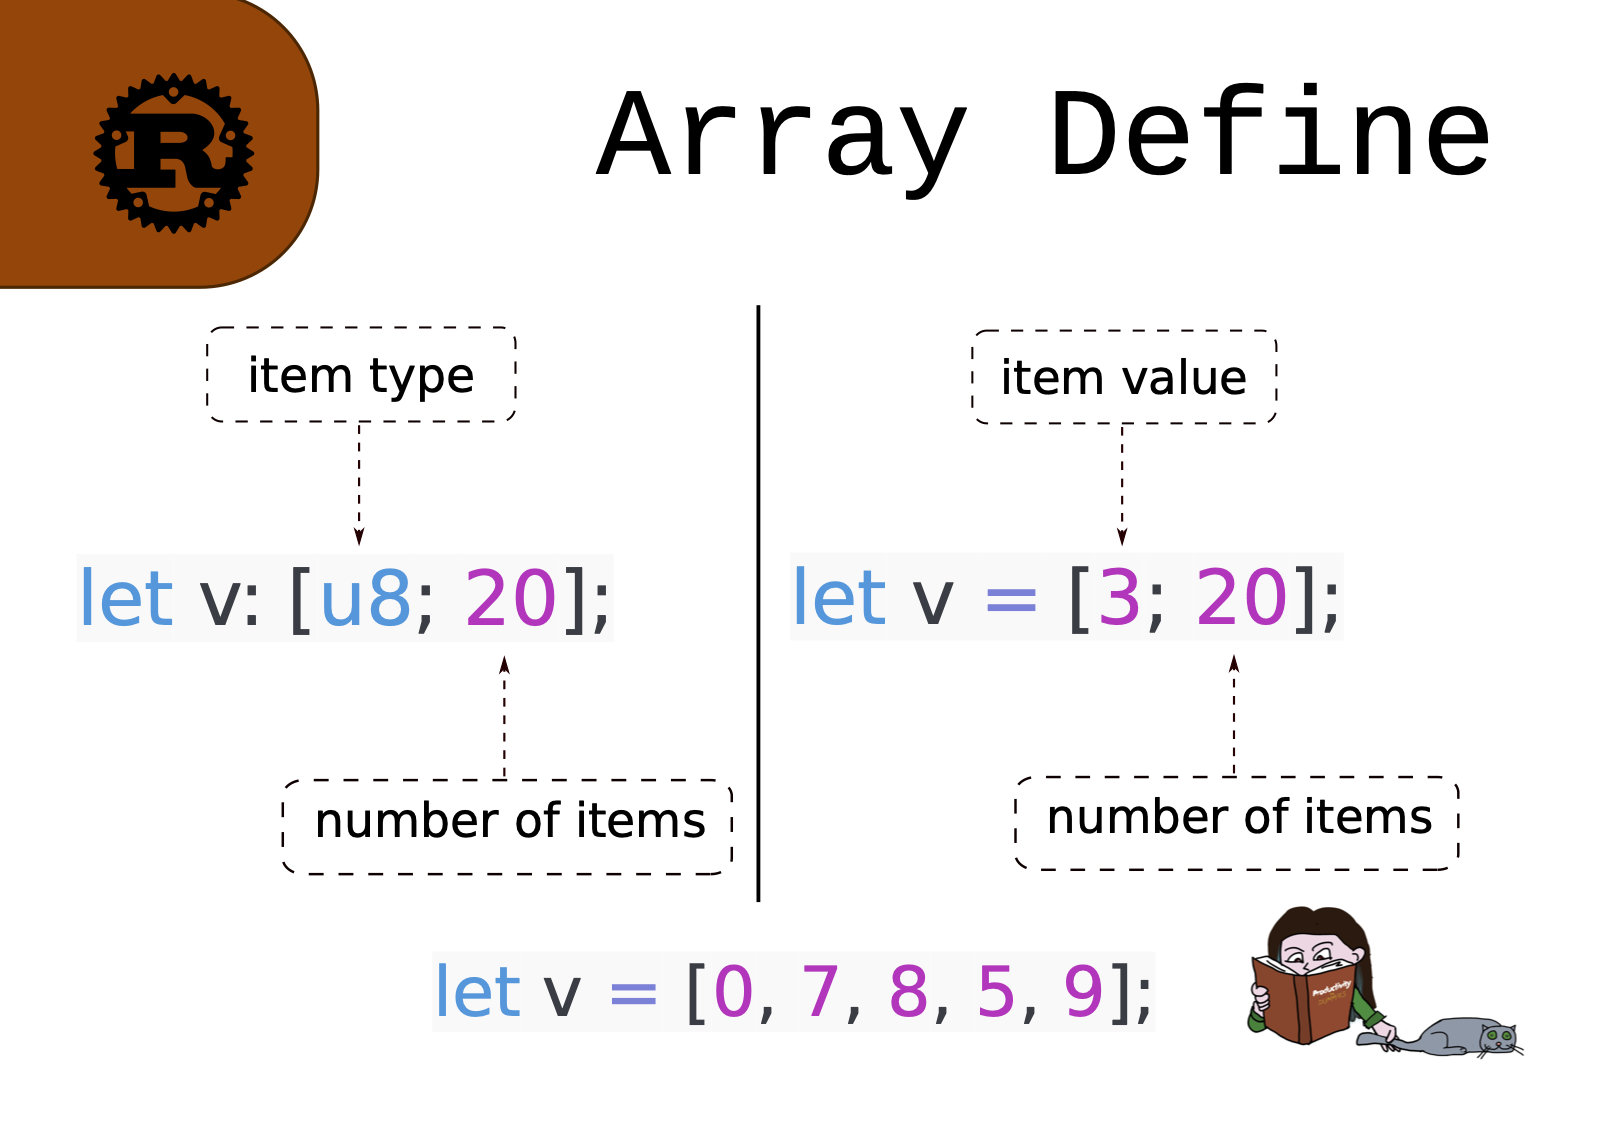 R
Array Define
item type
item value
let v: [u8; 20];
let v = [3; 20];
number of items
number of items
let v = [0, 7, 8, 5, 9];
Productivity